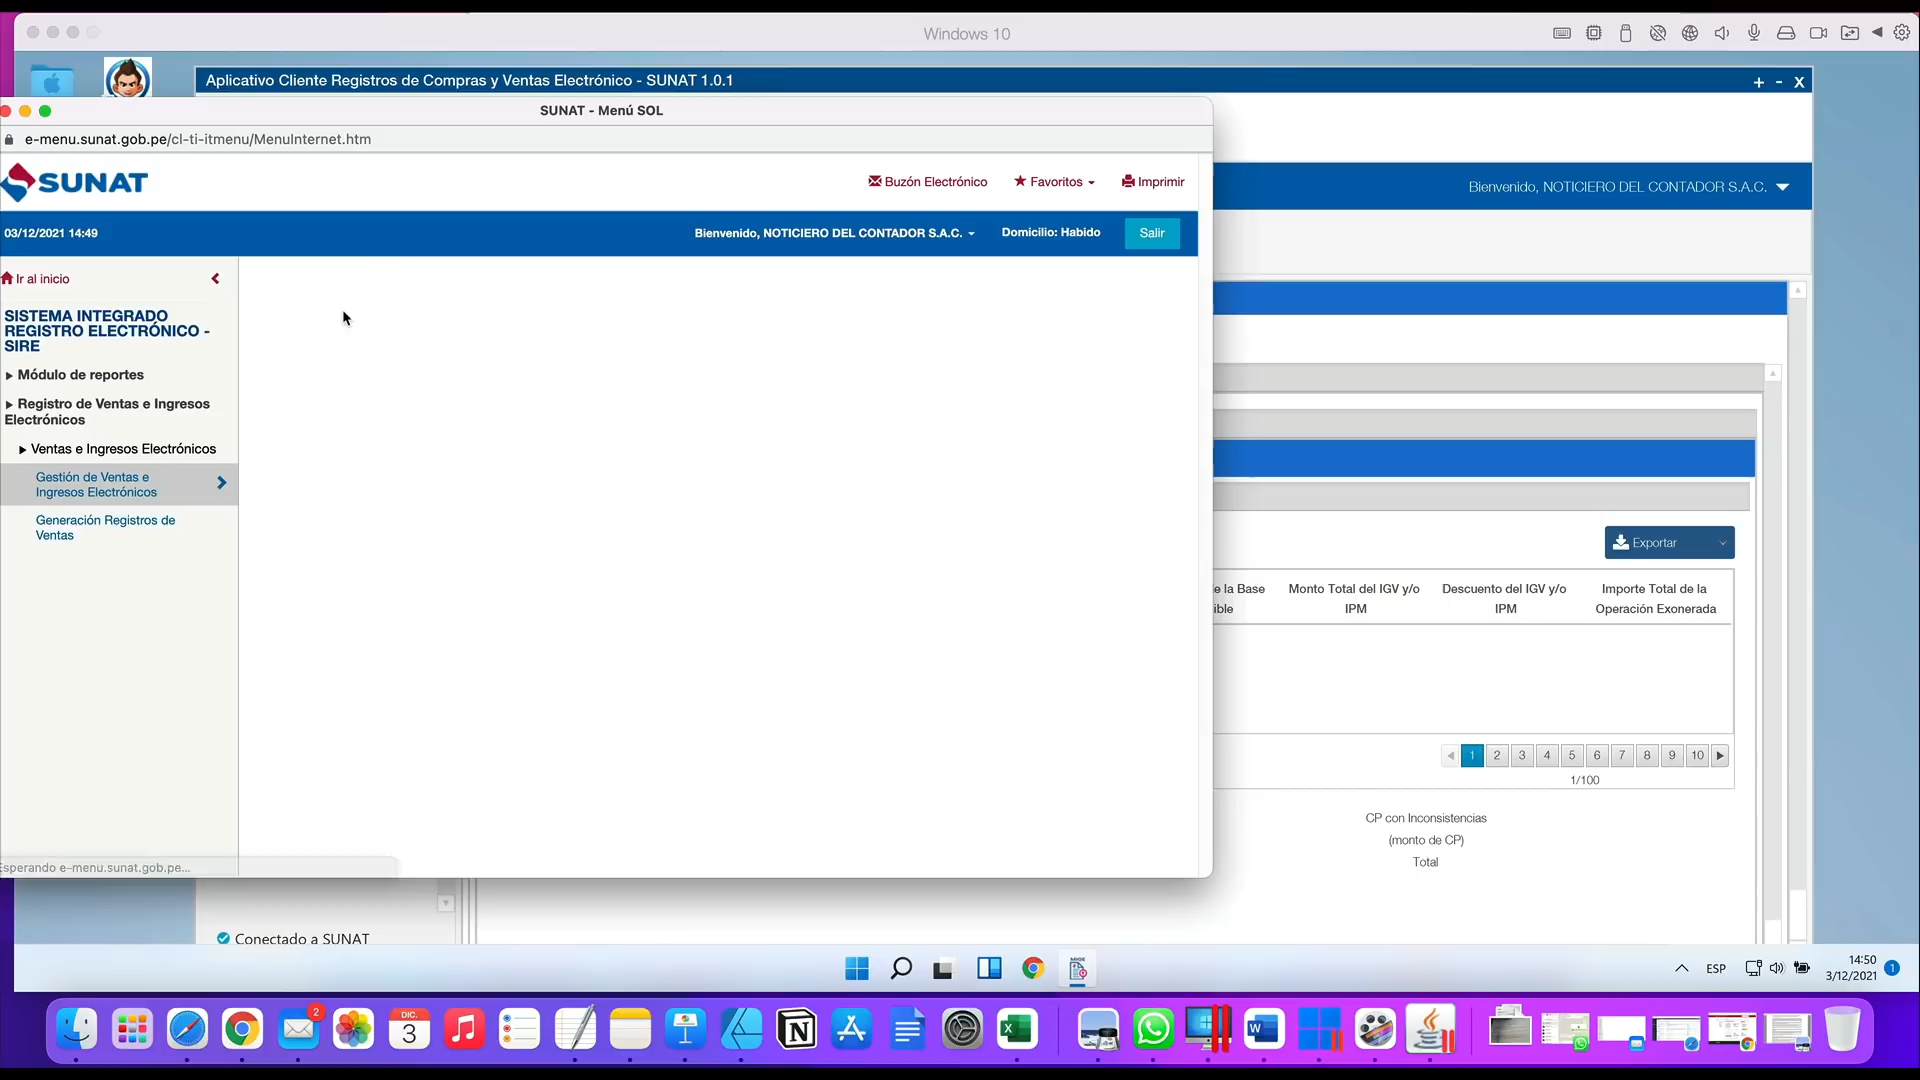 Windows 10
Aplicativo Cliente Registros de Compras y Ventas Electrónico - SUNAT 1.0.1
+ - X
SUNAT - Menú SOL
e-menu.sunat.gob.pe/cl-ti-itmenu/MenuInternet.htm
SUNAT
Buzón Electrónico
Favoritos
Imprimir
Bienvenido, NOTICIERO DEL CONTADOR S.A.C.
03/12/2021 14:49
Bienvenido, NOTICIERO DEL CONTADOR S.A.C.
Domicilio: Habido
Salir
Ir al inicio
SISTEMA INTEGRADO
REGISTRO ELECTRÓNICO -
SIRE
Módulo de reportes
Registro de Ventas e Ingresos
Electrónicos
Ventas e Ingresos Electrónicos
Gestión de Ventas e
Ingresos Electrónicos
Generación Registros de
Ventas
Exportar
e la Base
ible
Monto Total del IGV y/o
IPM
Descuento del IGV y/o
IPM
Importe Total de la
Operación Exonerada
1 2 3 4 5 6 7 8 9 10
1/100
CP con Inconsistencias
(monto de CP)
Total
Esperando e-menu.sunat.gob.pe...
Conectado a SUNAT
MIGE
ESP
14:50
3/12/2021
1
2
DIC.
3